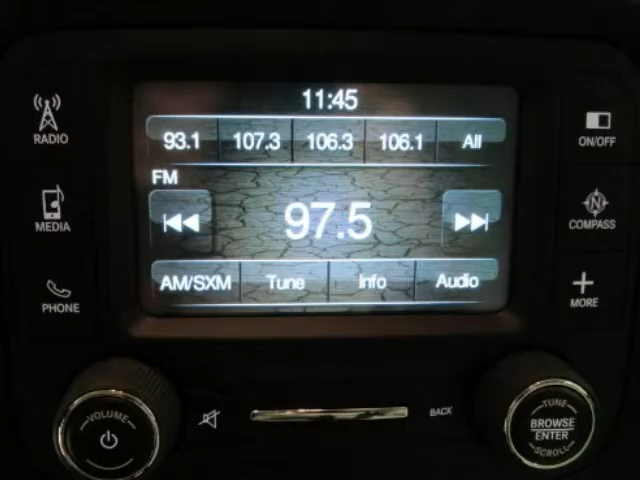 11:45
RADIO
93.1 107.3 106.3 106.1 All
ON/OFF
FM
MEDIA
97.5
COMPASS
AM/SXM Tune Info Audio
PHONE
MORE
VOLUME
BACK
TUNE
BROWSE
ENTER
SCROLL